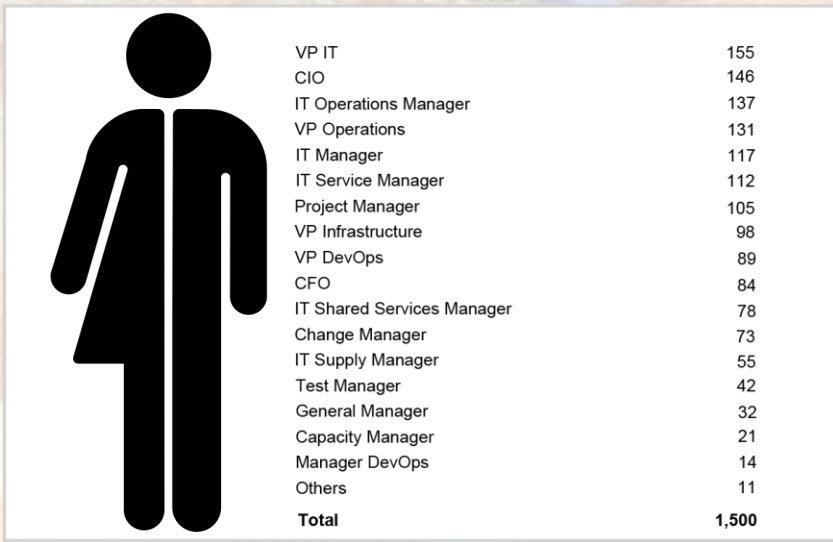 VP IT 155
CIO 146
IT Operations Manager 137
VP Operations 131
IT Manager 117
IT Service Manager 112
Project Manager 105
VP Infrastructure 98
VP DevOps 89
CFO 84
IT Shared Services Manager 78
Change Manager 73
IT Supply Manager 55
Test Manager 42
General Manager 32
Capacity Manager 21
Manager DevOps 14
Others 11
Total 1,500